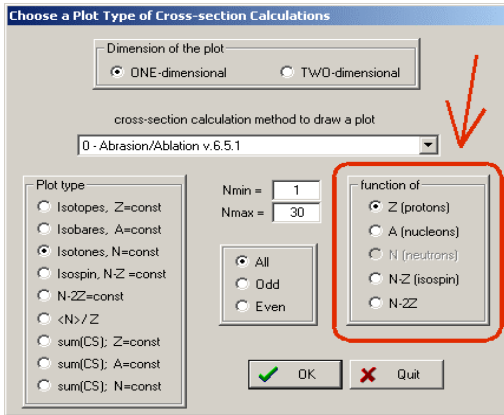 Choose a Plot Type of Cross-section Calculations
Dimension of the plot
ONE-dimensional TWO-dimensional
cross-section calculation method to draw a plot
0 - Abrasion/Ablation v.6.5.1
Plot type
Isotopes, Z=const
Isobares, A=const
Isotones, N=const
Isospin, N-Z =const
N-2Z=const
<N>/Z
sum(CS); Z=const
sum(CS); A=const
sum(CS); N=const
Nmin = 1
Nmax = 30
All
Odd
Even
function of
Z (protons)
A (nucleons)
N (neutrons)
N-Z (isospin)
N-2Z
OK Quit